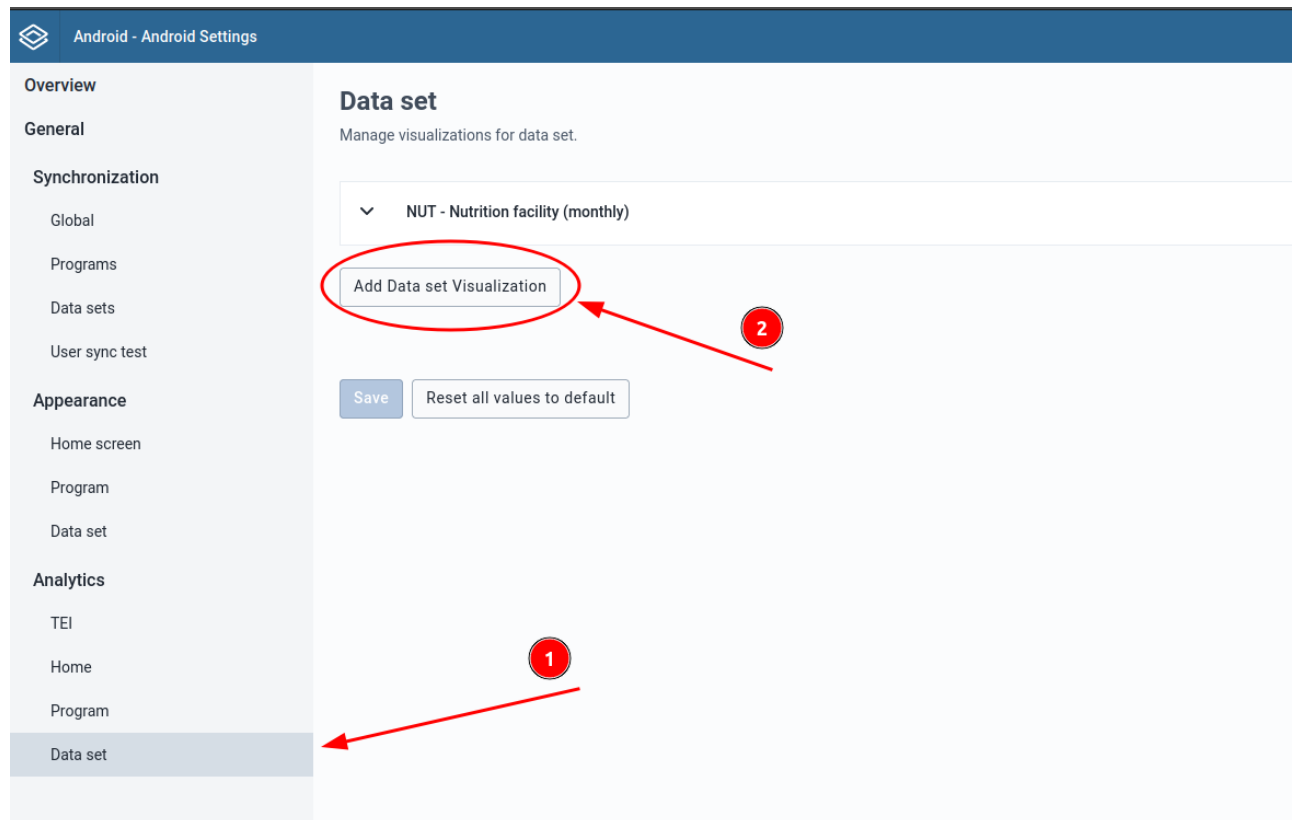 Android - Android Settings
Overview
General
Synchronization
Global
Programs
Data sets
User sync test
Appearance
Home screen
Program
Data set
Analytics
TEI
Home
Program
Data set
Data set
Manage visualizations for data set.
NUT - Nutrition facility (monthly)
Add Data set Visualization
2
Save
Reset all values to default
1